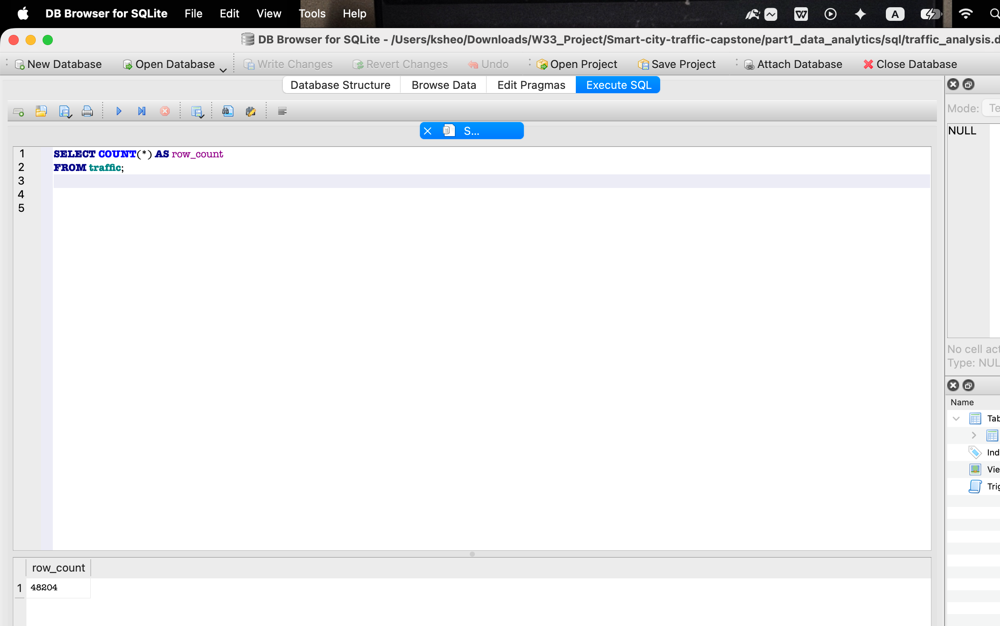 DB Browser for SQLite File Edit View Tools Help A
DB Browser for SQLite - /Users/ksheo/Downloads/W33_Project/Smart-city-traffic-capstone/part1_data_analytics/sql/traffic_analysis.d
New Database Open Database Write Changes Revert Changes Undo Open Project Save Project Attach Database Close Database
Database Structure Browse Data Edit Pragmas Execute SQL
Mode: Te
S...
NULL
1 SELECT COUNT(*) AS row_count
2 FROM traffic;
3
4
5
No cell act
Type: NUL
Name
Tab
Ind
Vie
Trig
row_count
1 48204